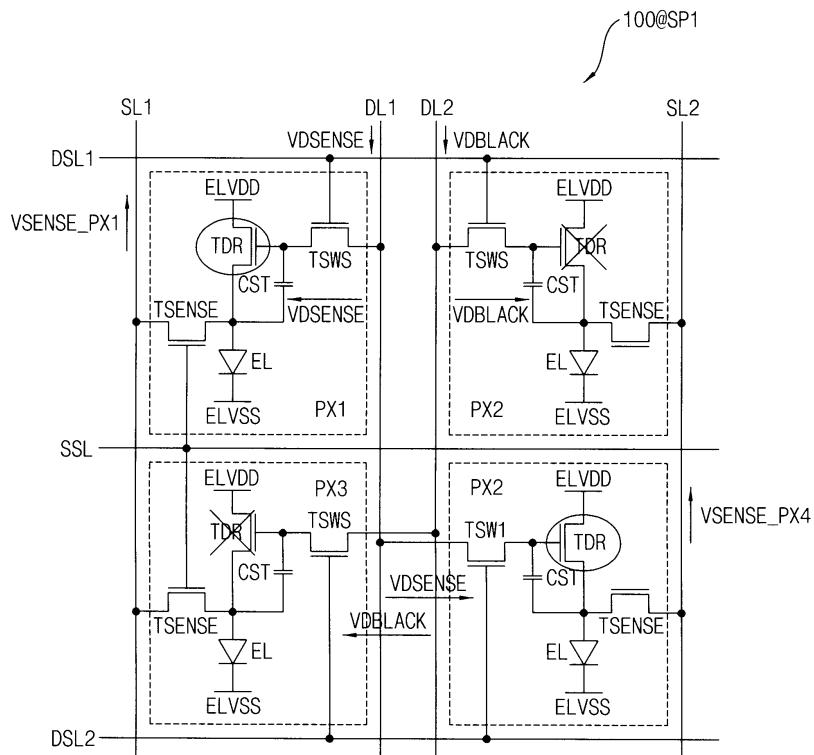 100@SP1
SL1 DL1 DL2 SL2
VDSENSE VDBLACK
DSL1
ELVDD ELVDD
VSENSE_PX1
TDR TSWS TSWS TDR
CST CST
TSENSE VDSENSE VDBLACK TSENSE
EL EL
ELVSS PX1 PX2 ELVSS
SSL
ELVDD PX3 PX2 ELVDD
TSWS TSW1 VSENSE_PX4
TDR TDR
CST VDSENSE CST
TSENSE VDBLACK TSENSE
EL EL
ELVSS ELVSS
DSL2